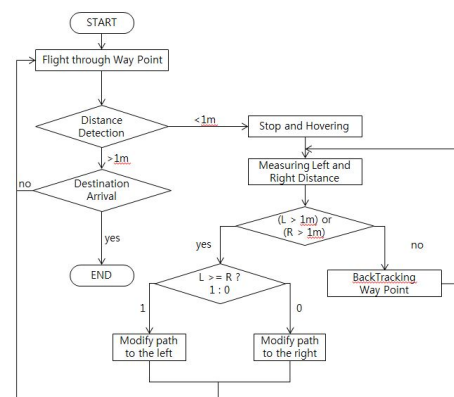 START
Flight through Way Point
Distance
Detection
<1m
Stop and Hovering
>1m
Measuring Left and
Right Distance
no
Destination
Arrival
(L > 1m) or
(R > 1m)
yes
yes
no
END
L >= R ?
1 : 0
BackTracking
Way Point
1
0
Modify path
to the left
Modify path
to the right